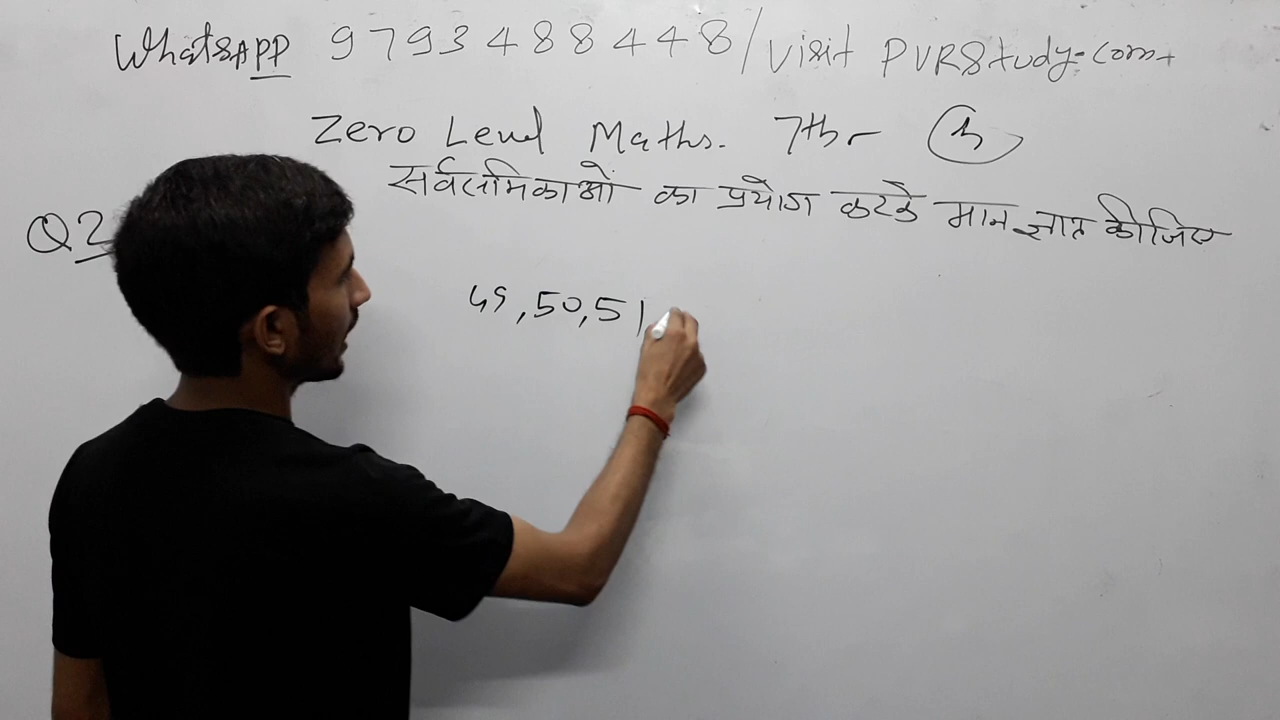 WhatsAPP 9793488448/Visit PVRStudy.com
Zero Level Maths. 7th - (h)
सर्वसमिकाओं का प्रयोग करके मान ज्ञात कीजिए
Q2
49,50,51